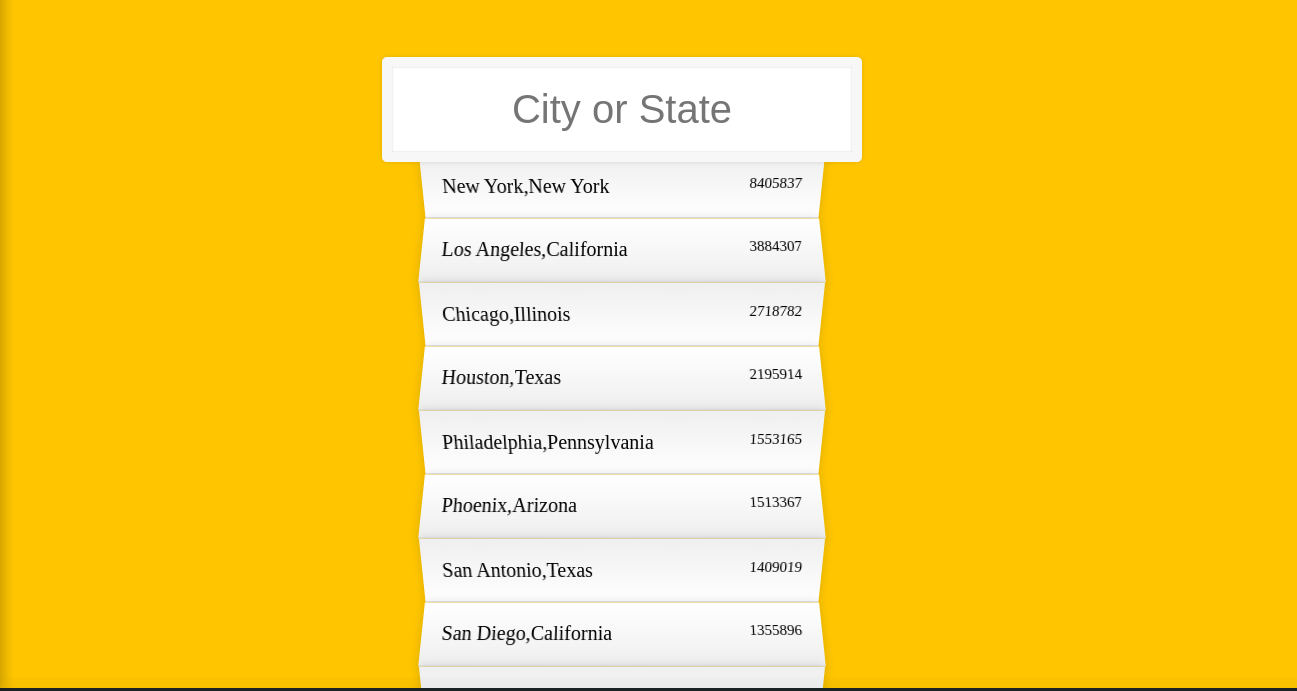 City or State
New York,New York 8405837
Los Angeles,California 3884307
Chicago,Illinois 2718782
Houston,Texas 2195914
Philadelphia,Pennsylvania 1553165
Phoenix,Arizona 1513367
San Antonio,Texas 1409019
San Diego,California 1355896